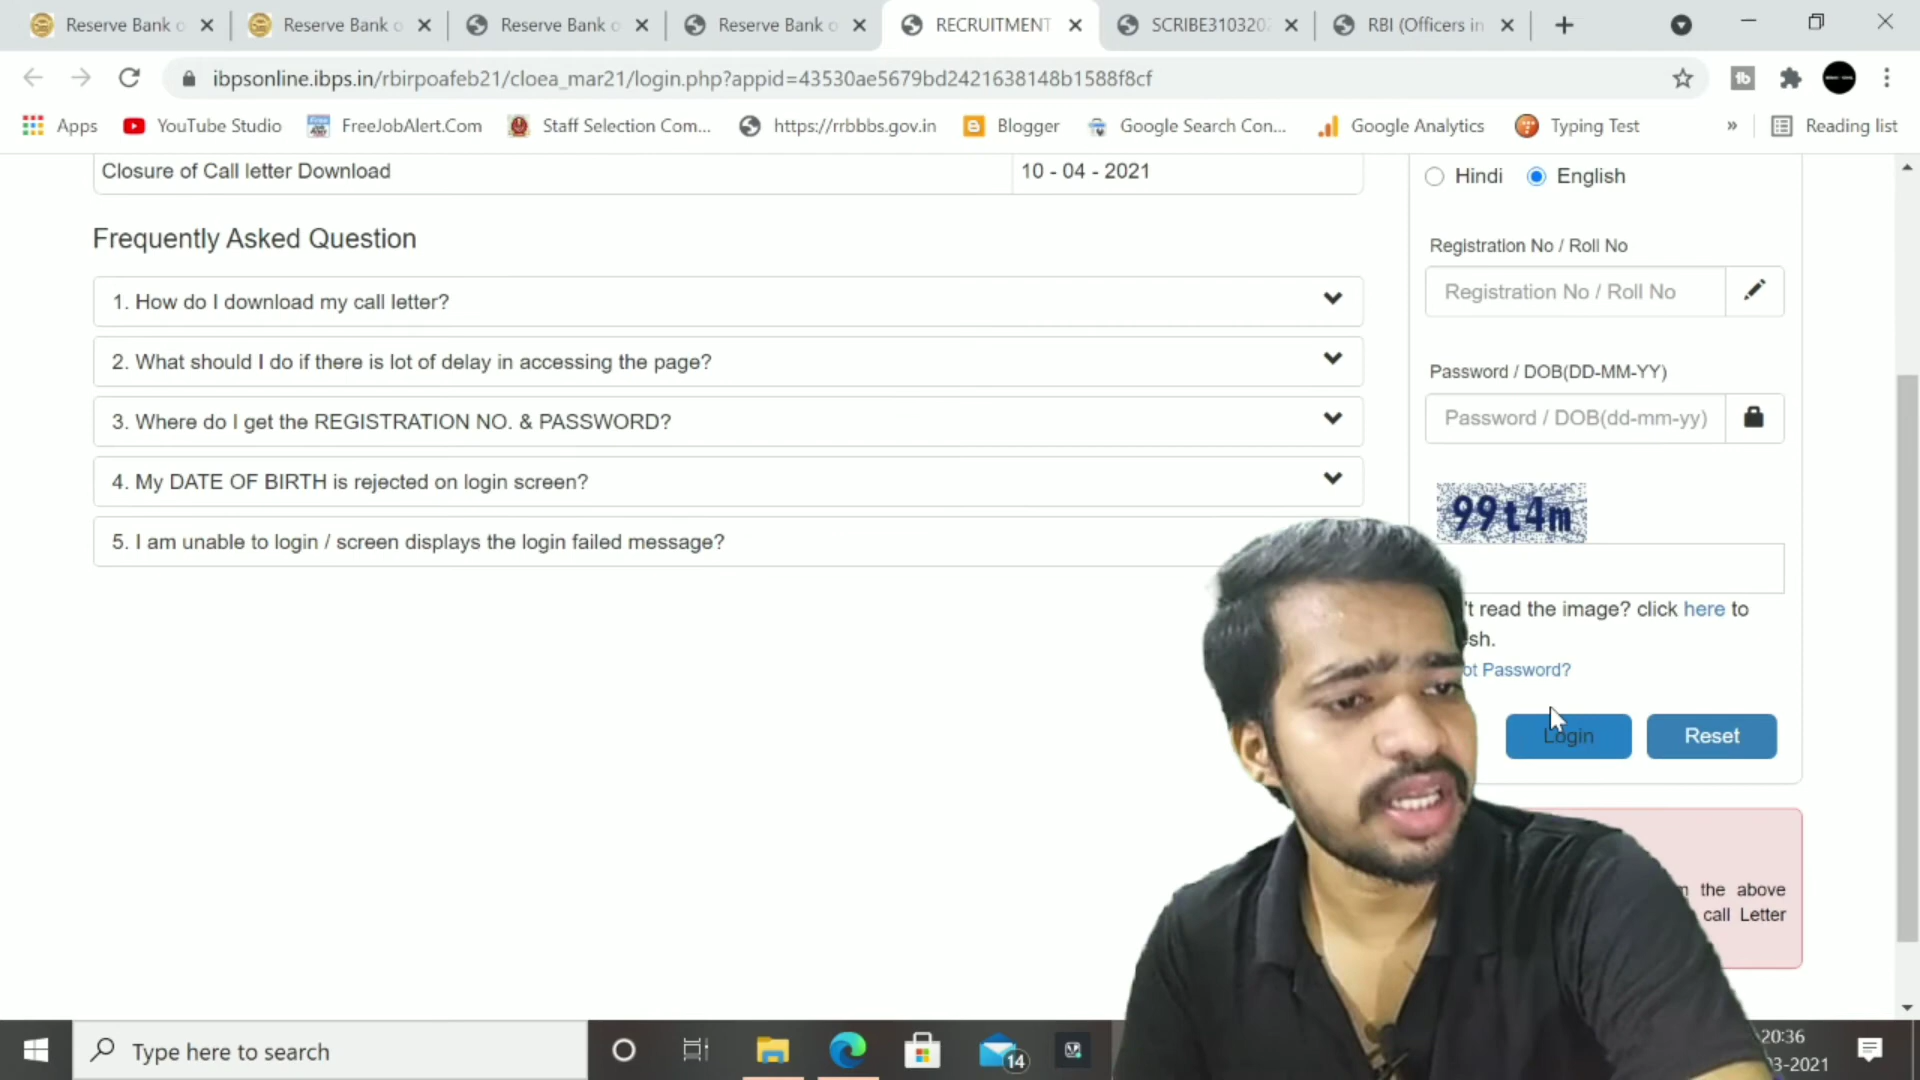 Reserve Bank o
Reserve Bank o
Reserve Bank o
Reserve Bank o
RECRUITMENT
SCRIBE310320
RBI (Officers in
ibpsonline.ibps.in/rbirpoafeb21/cloea_mar21/login.php?appid=43530ae5679bd2421638148b1588f8cf
Apps
YouTube Studio
FreeJobAlert.Com
Staff Selection Com...
https://rrbbbs.gov.in
Blogger
Google Search Con...
Google Analytics
Typing Test
»
Reading list
Closure of Call letter Download
10 - 04 - 2021
Frequently Asked Question
1. How do I download my call letter?
2. What should I do if there is lot of delay in accessing the page?
3. Where do I get the REGISTRATION NO. & PASSWORD?
4. My DATE OF BIRTH is rejected on login screen?
5. I am unable to login / screen displays the login failed message?
Hindi
English
Registration No / Roll No
Registration No / Roll No
Password / DOB(DD-MM-YY)
Password / DOB(dd-mm-yy)
99t4m
't read the image? click here to
sh.
ot Password?
Login
Reset
the above
call Letter
Type here to search
14
20:36
3-2021